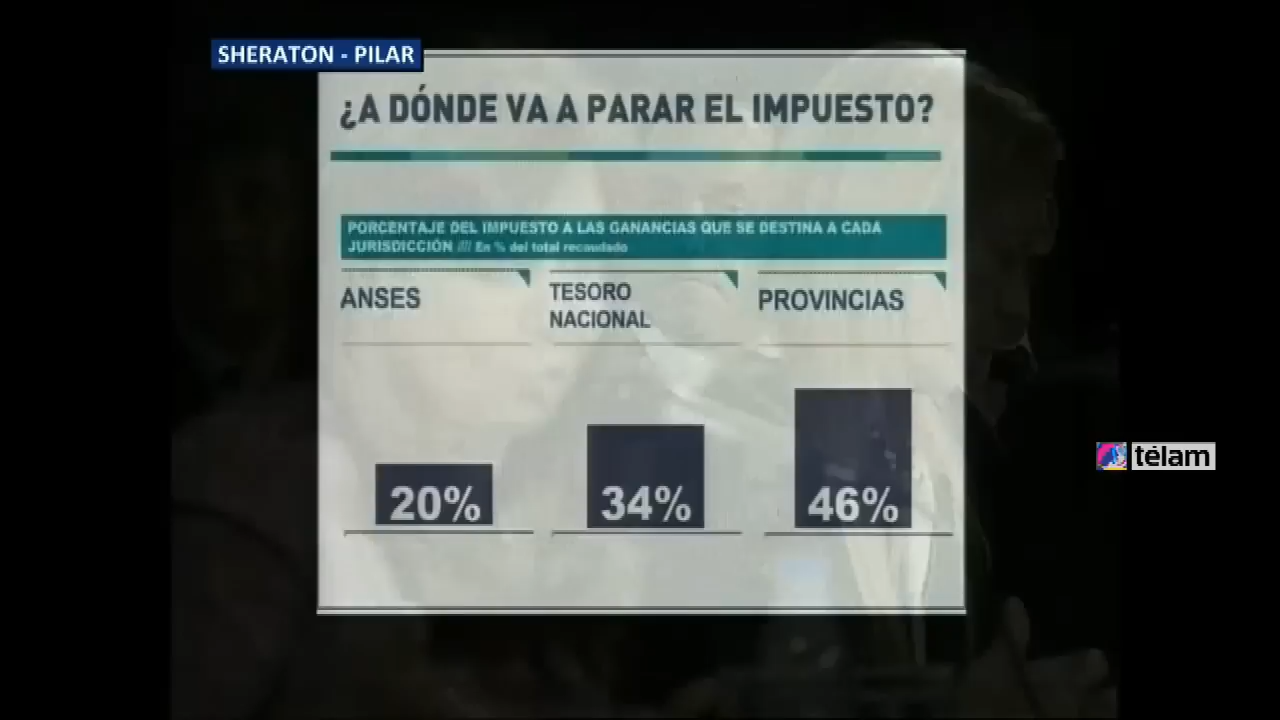 SHERATON - PILAR
¿A DÓNDE VA A PARAR EL IMPUESTO?
PORCENTAJE DEL IMPUESTO A LAS GANANCIAS QUE SE DESTINA A CADA
JURISDICCIÓN /// En % del total recaudado
ANSES
TESORO
NACIONAL
PROVINCIAS
20%
34%
46%
télam